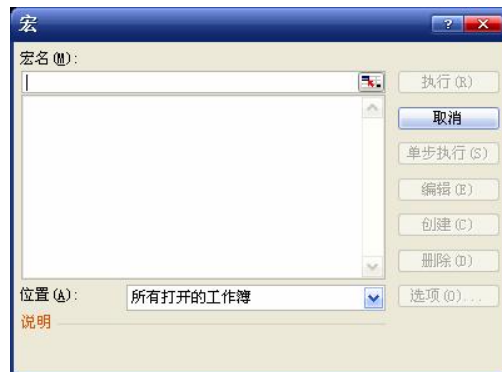 宏
宏名(M):
执行(R)
取消
单步执行(S)
编辑(E)
创建(C)
删除(D)
位置(A):
所有打开的工作簿
选项(O)...
说明